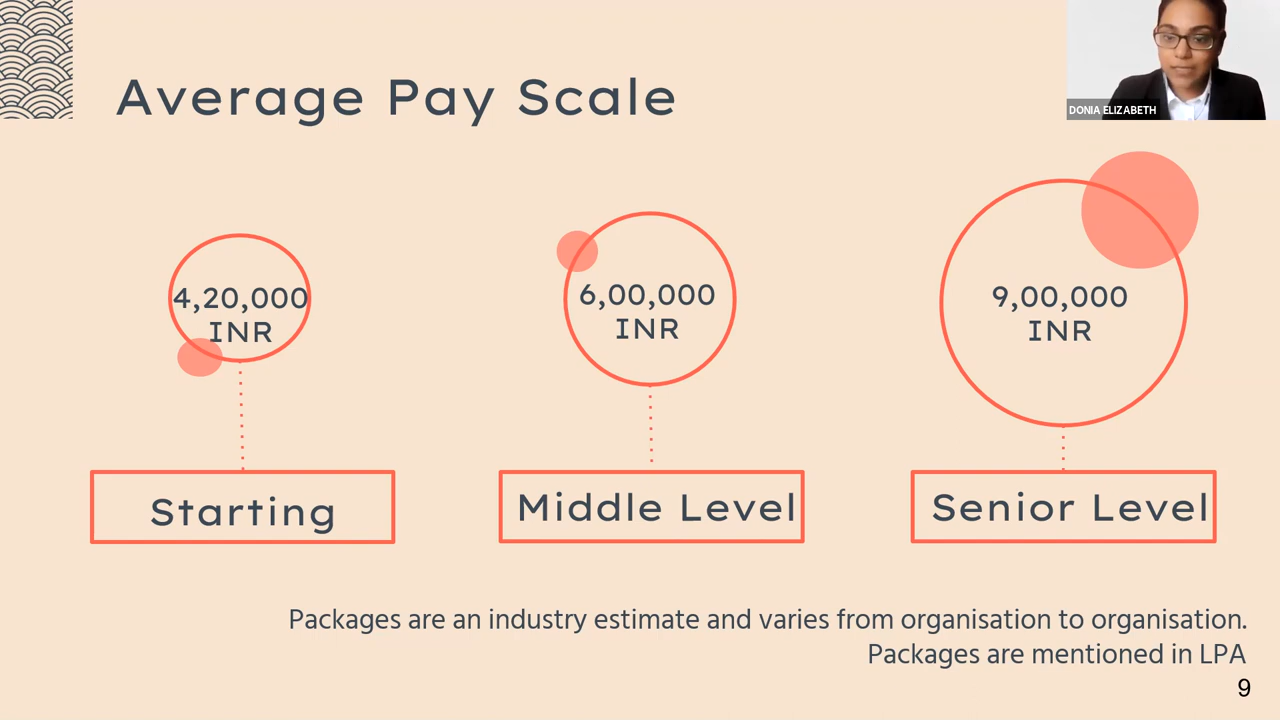 Average Pay Scale
DONIA ELIZABETH
4,20,000
INR
6,00,000
INR
9,00,000
INR
Starting
Middle Level
Senior Level
Packages are an industry estimate and varies from organisation to organisation.
Packages are mentioned in LPA
9